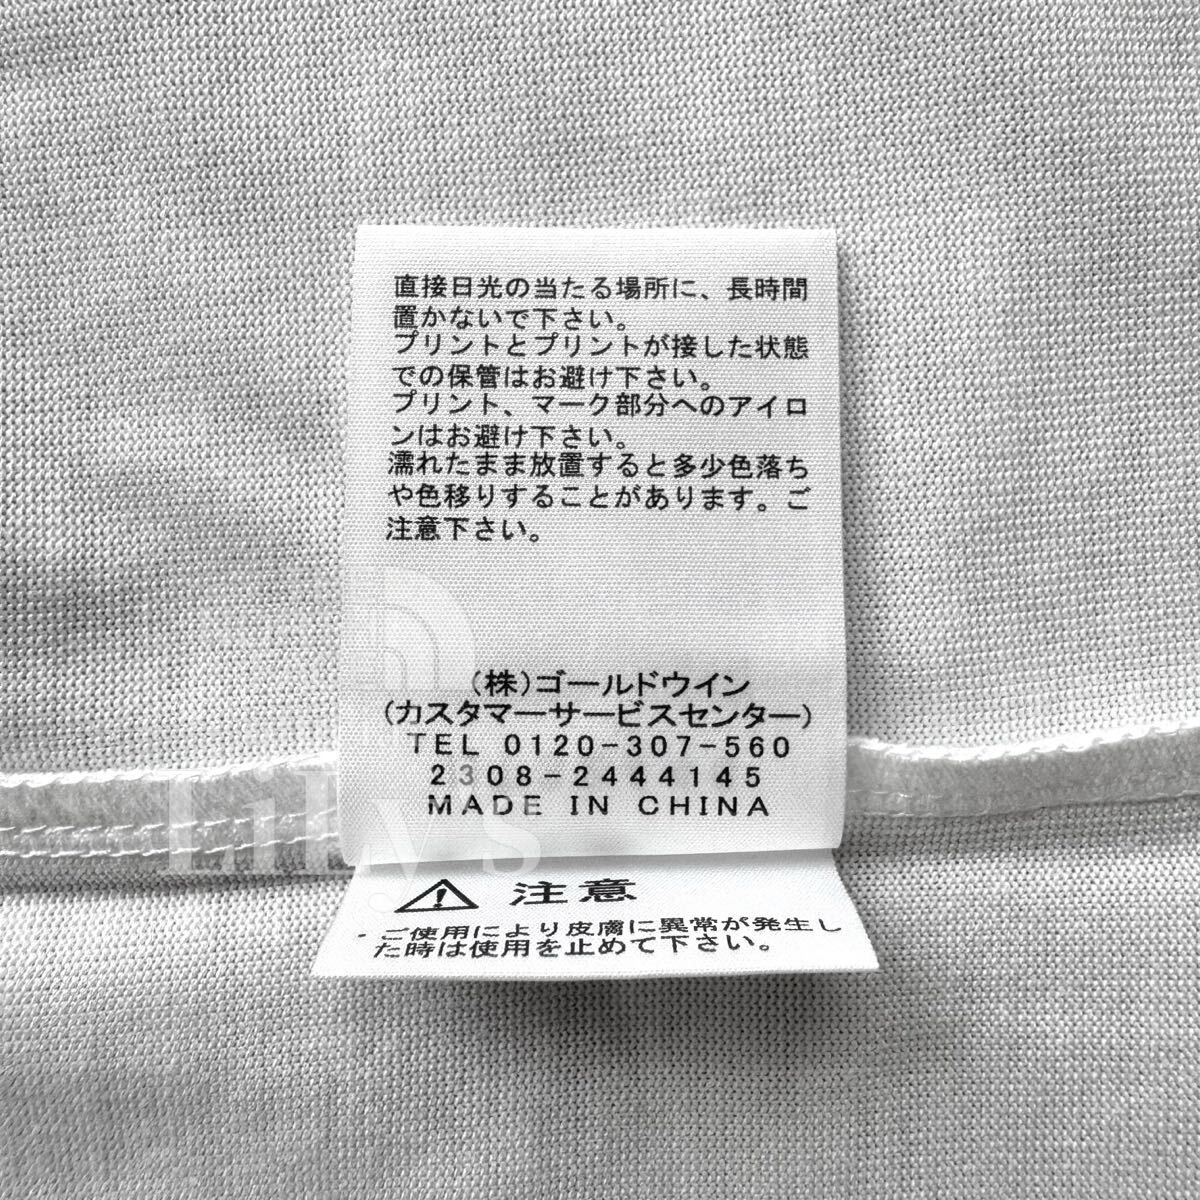 直接日光の当たる場所に、長時間
置かないで下さい。
プリントとプリントが接した状態
での保管はお避け下さい。
プリント、マーク部分へのアイロ
ンはお避け下さい。
濡れたまま放置すると多少色落ち
や色移りすることがあります。ご
注意下さい。
(株)ゴールドウイン
(カスタマーサービスセンター)
TEL 0120-307-560
2308-2444145
MADE IN CHINA
LiLy's
注意
・ご使用により皮膚に異常が発生し
た時は使用を止めて下さい。